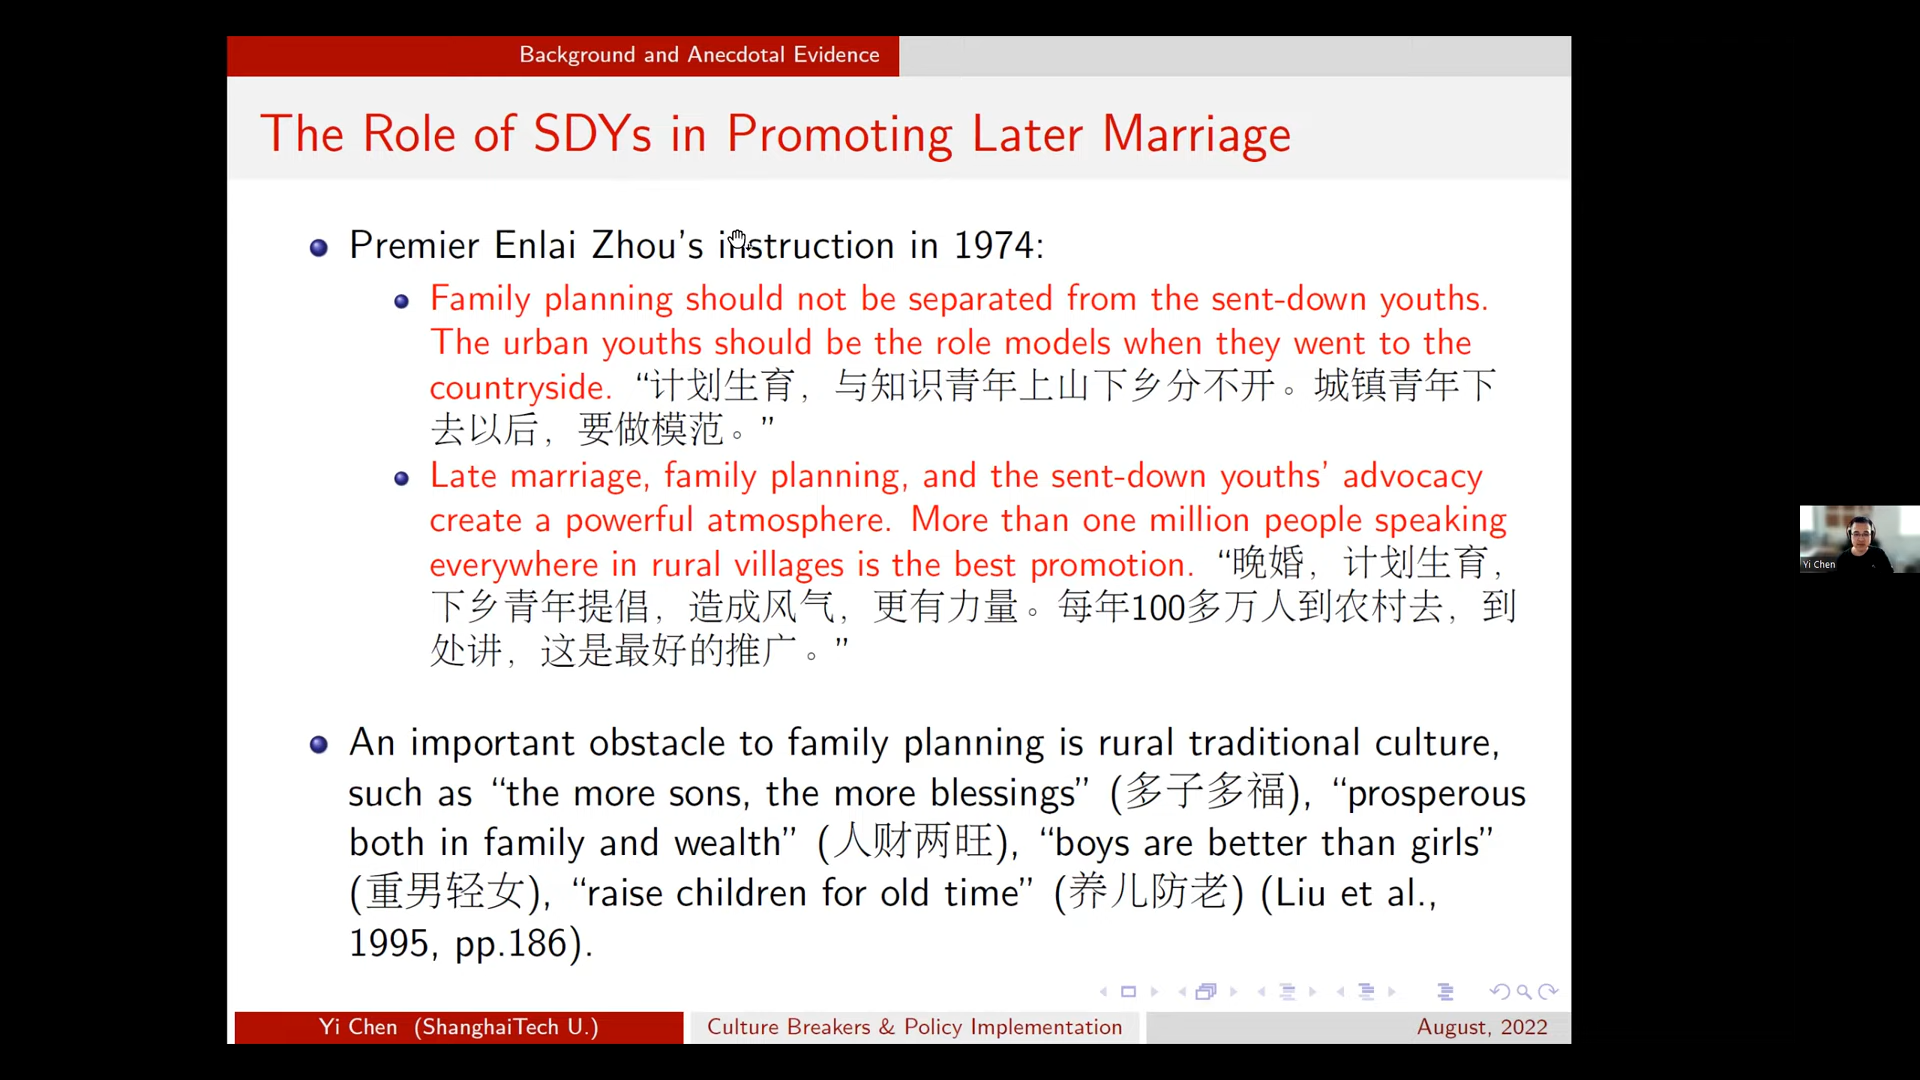 Background and Anecdotal Evidence
The Role of SDYs in Promoting Later Marriage
Premier Enlai Zhou's instruction in 1974:
Family planning should not be separated from the sent-down youths.
The urban youths should be the role models when they went to the
countryside. “计划生育，与知识青年上山下乡分不开。城镇青年下
去以后，要做模范。”
Late marriage, family planning, and the sent-down youths' advocacy
create a powerful atmosphere. More than one million people speaking
everywhere in rural villages is the best promotion. “晚婚，计划生育，
下乡青年提倡，造成风气，更有力量。每年100多万人到农村去，到
处讲，这是最好的推广。”
An important obstacle to family planning is rural traditional culture,
such as “the more sons, the more blessings” (多子多福), “prosperous
both in family and wealth” (人财两旺), “boys are better than girls”
(重男轻女), “raise children for old time” (养儿防老) (Liu et al.,
1995, pp.186).
Yi Chen (ShanghaiTech U.)
Culture Breakers & Policy Implementation
August, 2022
Yi Chen